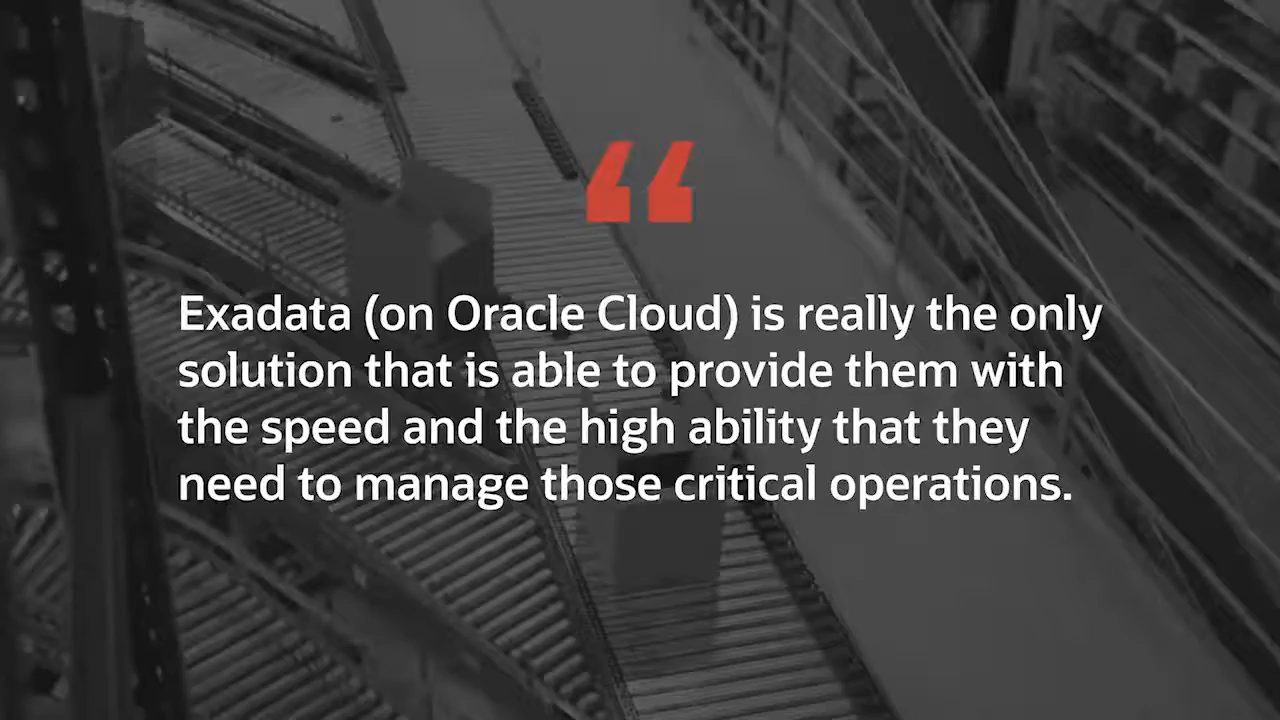 “
Exadata (on Oracle Cloud) is really the only
solution that is able to provide them with
the speed and the high ability that they
need to manage those critical operations.